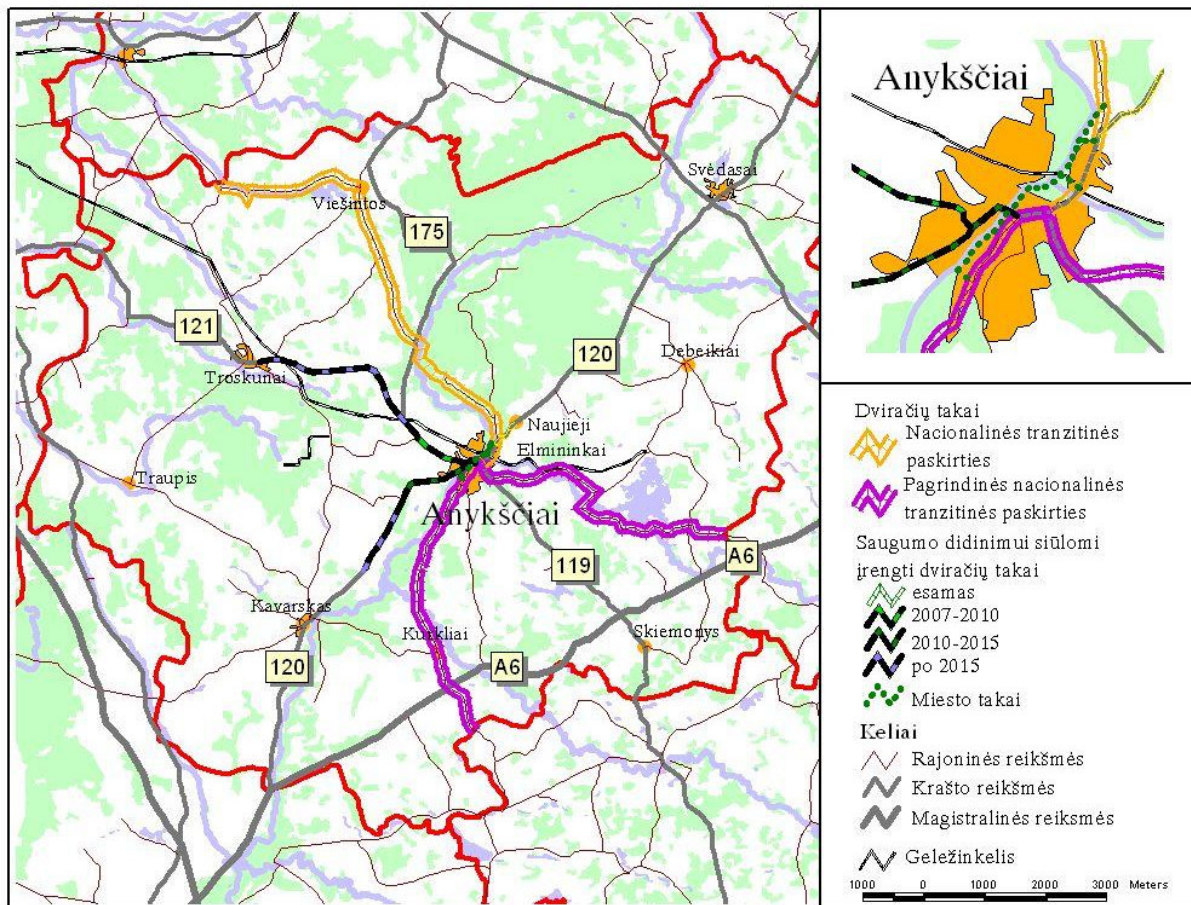 Viešintos
Svėdasai
175
121
Troškūnai
120
Debeikiai
Naujieji
Elmininkai
Traupis
Anykščiai
119
A6
Kavarskas
Kurkliai
Skiemonys
120
A6
Anykščiai
Dviračių takai
Nacionalinės tranzitinės
paskirties
Pagrindinės nacionalinės
tranzitinės paskirties
Saugumo didinimui siūlomi
įrengti dviračių takai
esamas
2007-2010
2010-2015
po 2015
Miesto takai
Keliai
Rajoninės reikšmės
Krašto reikšmės
Magistralinės reiksmės
Geležinkelis
1000 0 1000 2000 3000 Meters